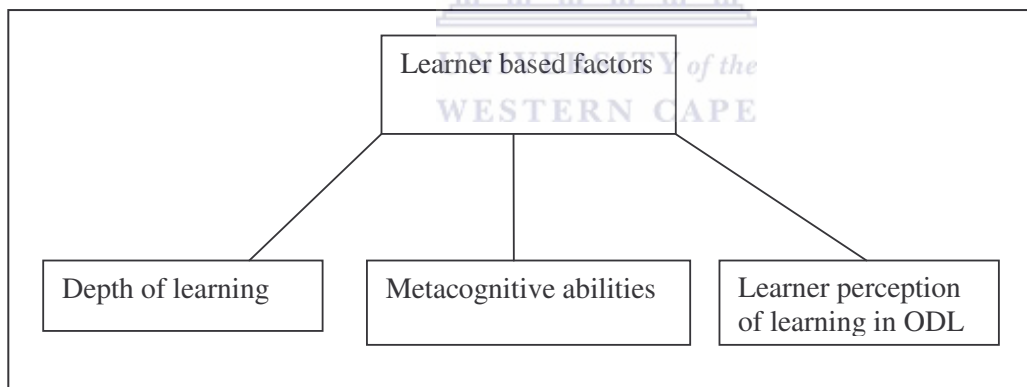 Learner based factors
UNIVERSITY of the
WESTERN CAPE
Depth of learning
Metacognitive abilities
Learner perception
of learning in ODL